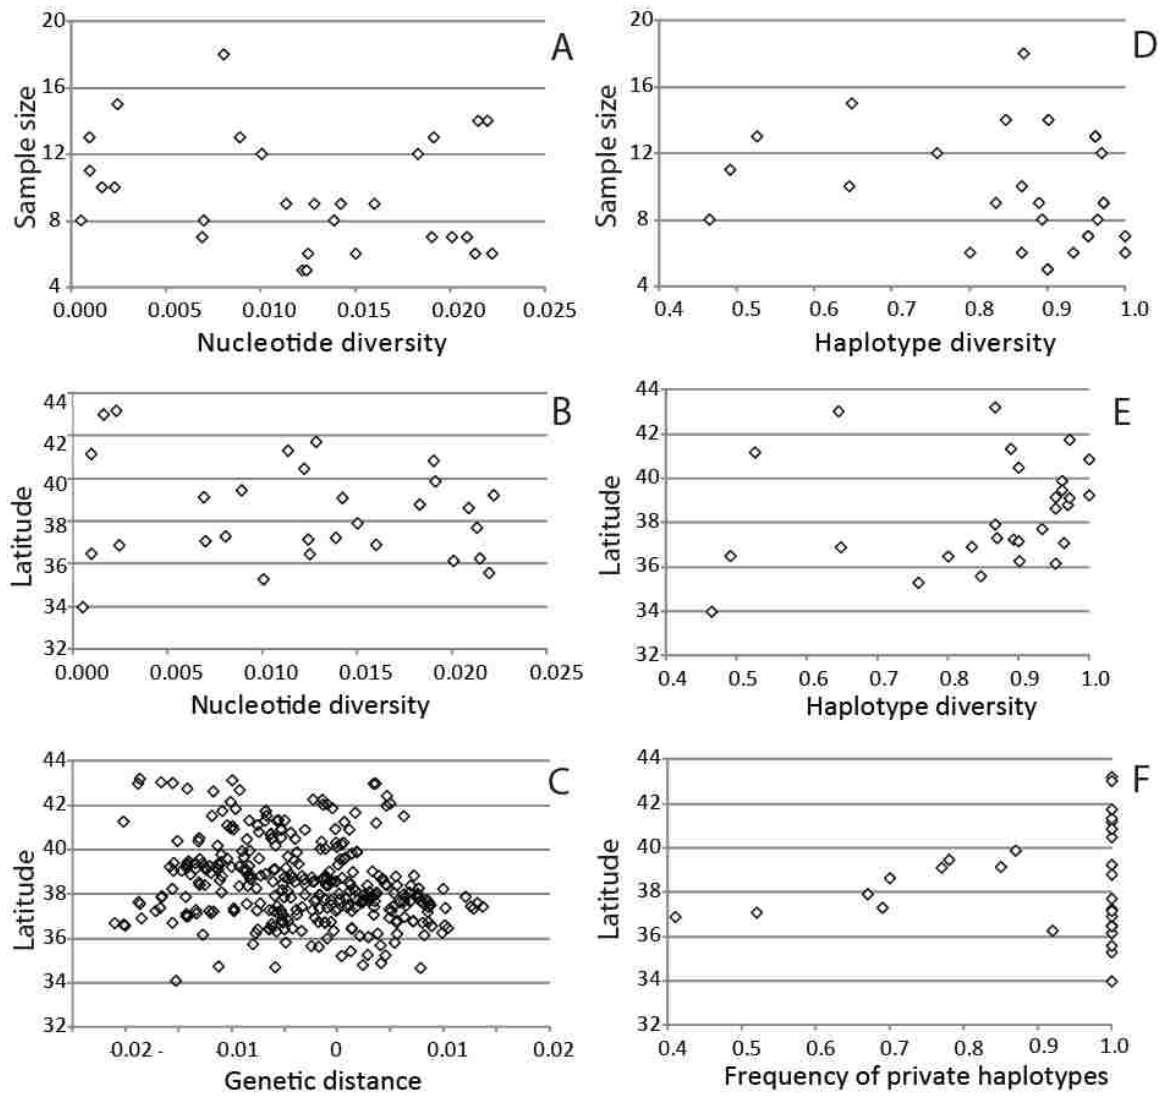 A
Sample size
20
16
12
8
4
0.000 0.005 0.010 0.015 0.020 0.025
Nucleotide diversity
D
Sample size
20
16
12
8
4
0.4 0.5 0.6 0.7 0.8 0.9 1.0
Haplotype diversity
B
Latitude
44
42
40
38
36
34
32
0.000 0.005 0.010 0.015 0.020 0.025
Nucleotide diversity
E
Latitude
44
42
40
38
36
34
32
0.4 0.5 0.6 0.7 0.8 0.9 1.0
Haplotype diversity
C
Latitude
44
42
40
38
36
34
32
-0.02 - -0.01 0 0.01 0.02
Genetic distance
F
Latitude
44
42
40
38
36
34
32
0.4 0.5 0.6 0.7 0.8 0.9 1.0
Frequency of private haplotypes